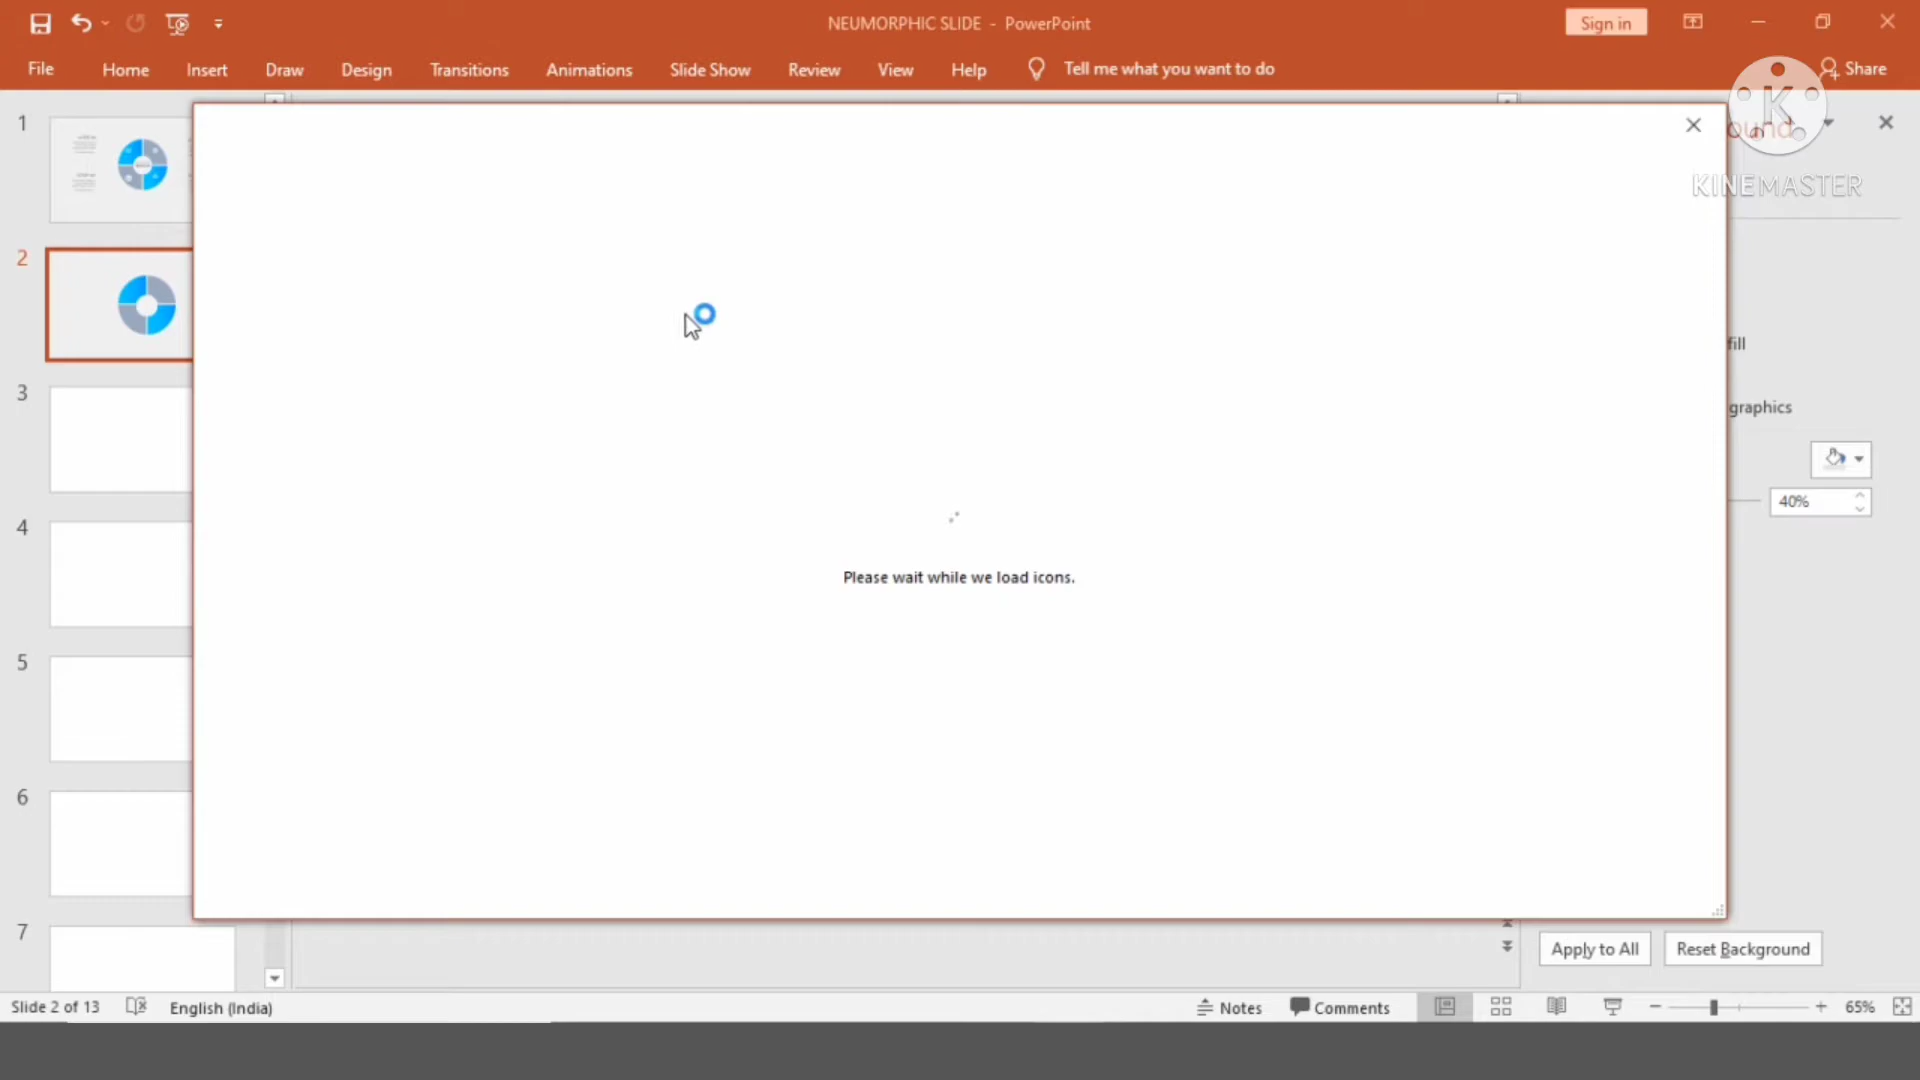 NEUMORPHIC SLIDE - PowerPoint
Sign in
File Home Insert Draw Design Transitions Animations Slide Show Review View Help Tell me what you want to do Share
K
KINEMASTER
ound
1
2
3
4
5
6
7
fill
graphics
40%
Please wait while we load icons.
Apply to All Reset Background
Slide 2 of 13 English (India) Notes Comments 65%